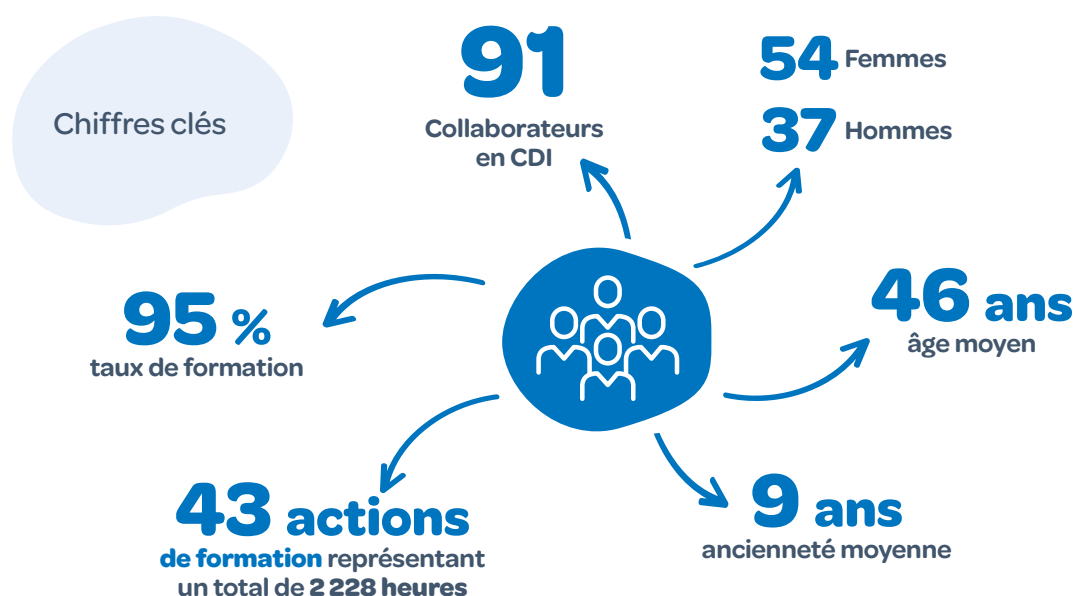 Chiffres clés
91
Collaborateurs
en CDI
54 Femmes
37 Hommes
95 %
taux de formation
46 ans
âge moyen
43 actions
de formation représentant
un total de 2 228 heures
9 ans
ancienneté moyenne